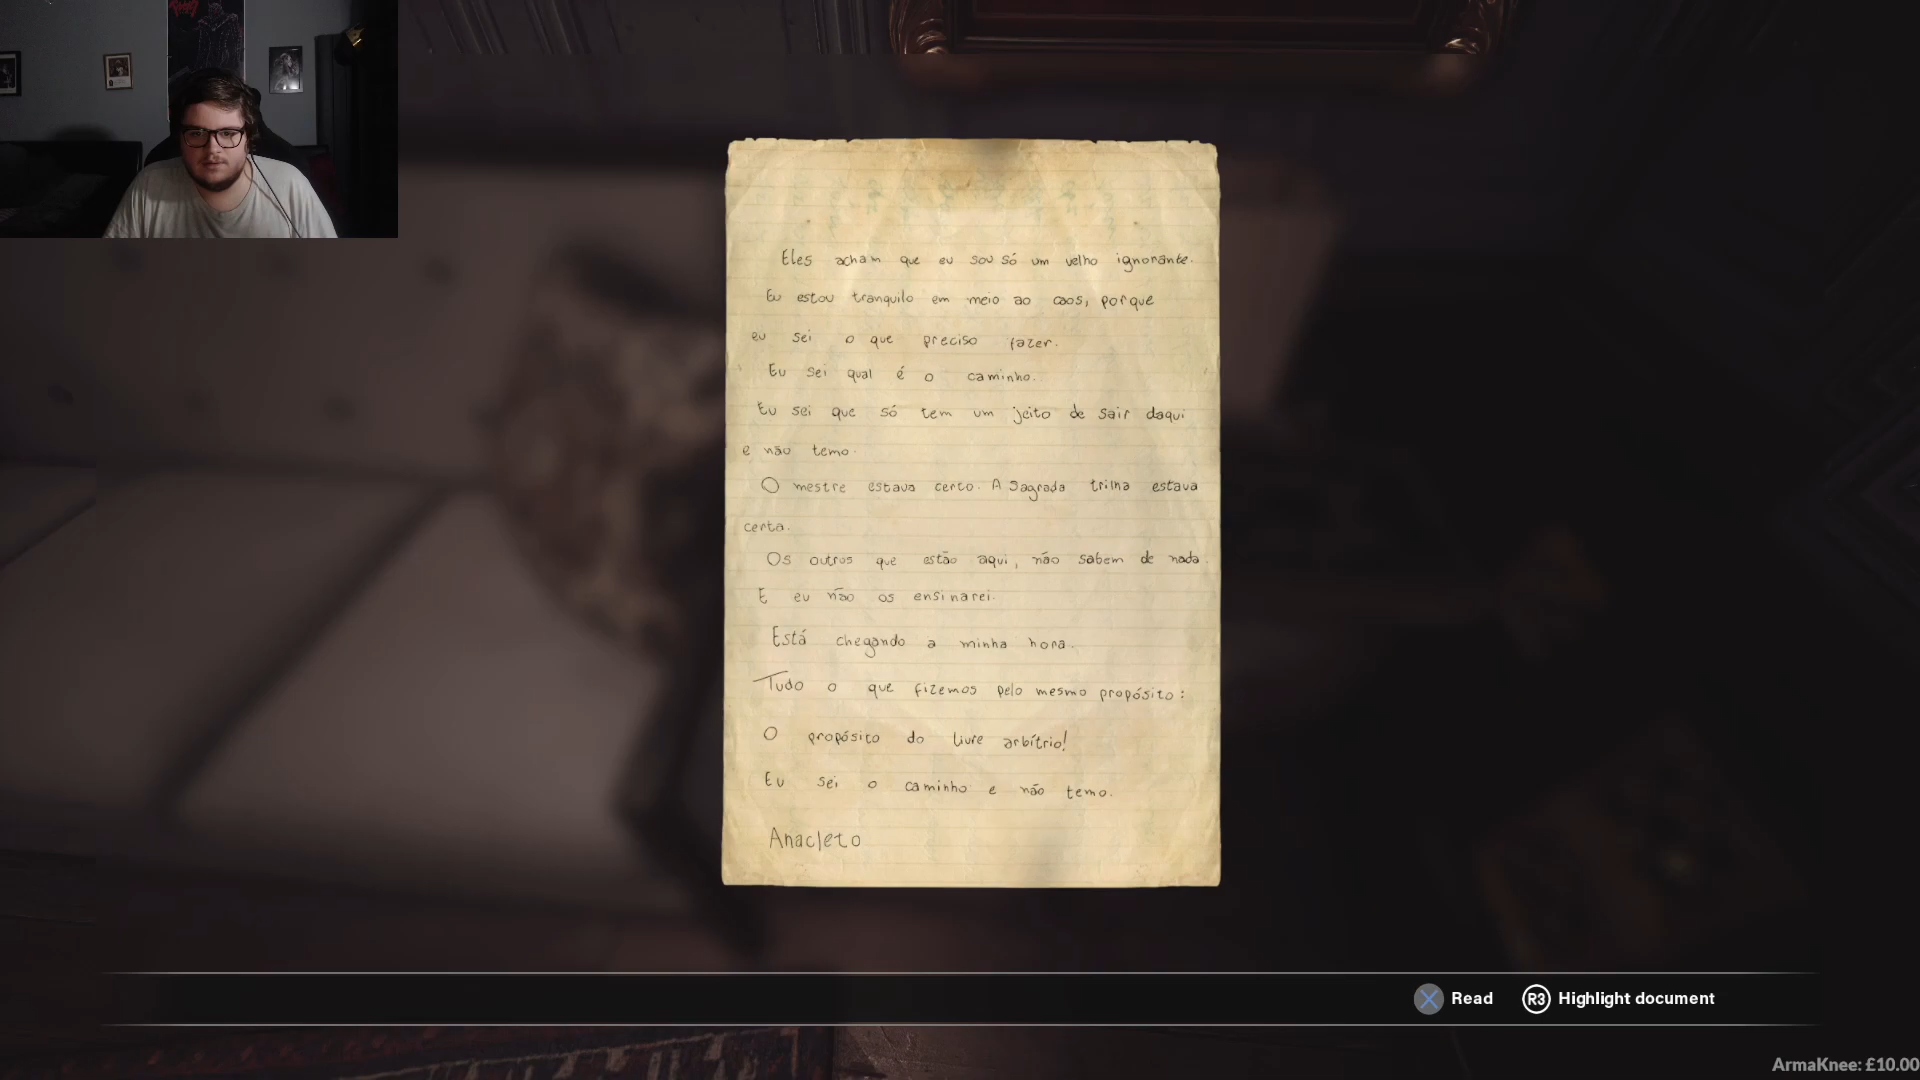 Eles acham que eu sou só um velho ignorante.
Eu estou tranquilo em meio ao caos, porque
eu sei o que preciso fazer.
Eu sei qual é o caminho.
Eu sei que só tem um jeito de sair daqui
e não temo.
O mestre estava certo. A Sagrada trilha estava
certa.
Os outros que estão aqui, não sabem de nada.
E eu não os ensinarei.
Está chegando a minha hora.
Tudo o que fizemos pelo mesmo propósito:
O propósito do livre arbítrio!
Eu sei o caminho e não temo.
Anacleto
Read R3 Highlight document
ArmaKnee: £10.00